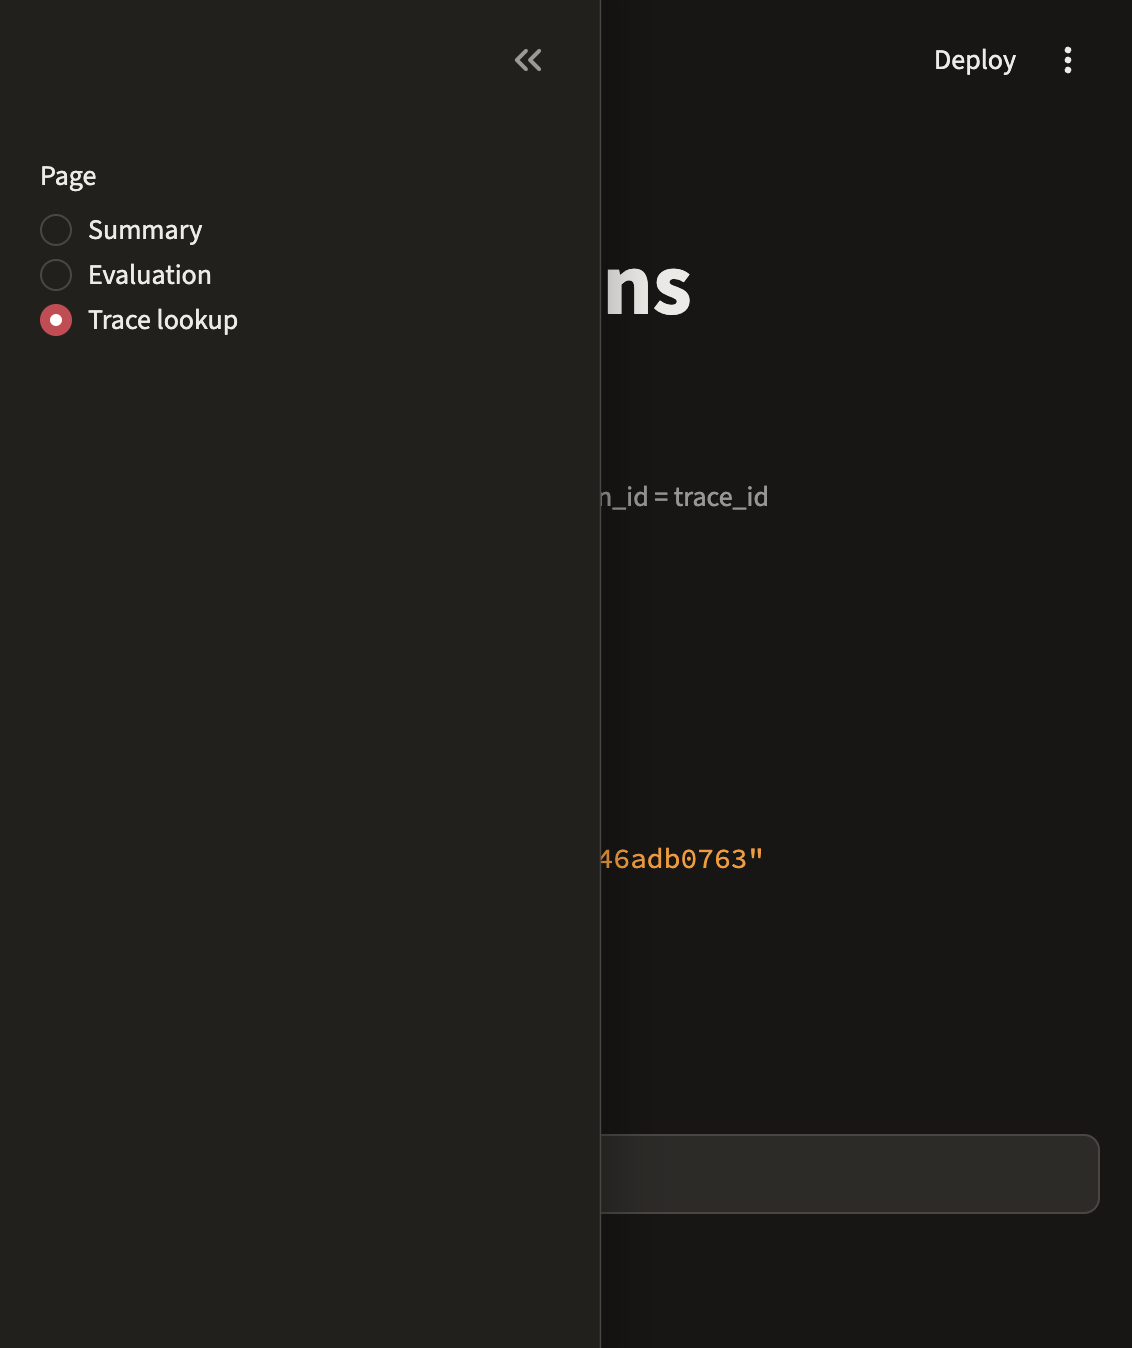 Deploy
Page
Summary
Evaluation
Trace lookup
ns
n_id = trace_id
46adb0763"